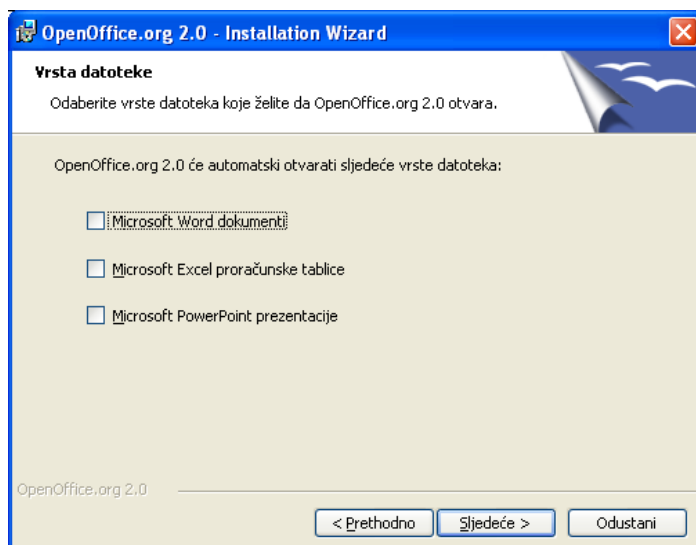 OpenOffice.org 2.0 - Installation Wizard
Vrsta datoteke
Odaberite vrste datoteka koje želite da OpenOffice.org 2.0 otvara.
OpenOffice.org 2.0 će automatski otvarati sljedeće vrste datoteka:
Microsoft Word dokumenti
Microsoft Excel proračunske tablice
Microsoft PowerPoint prezentacije
OpenOffice.org 2.0
< Prethodno Sljedeće > Odustani